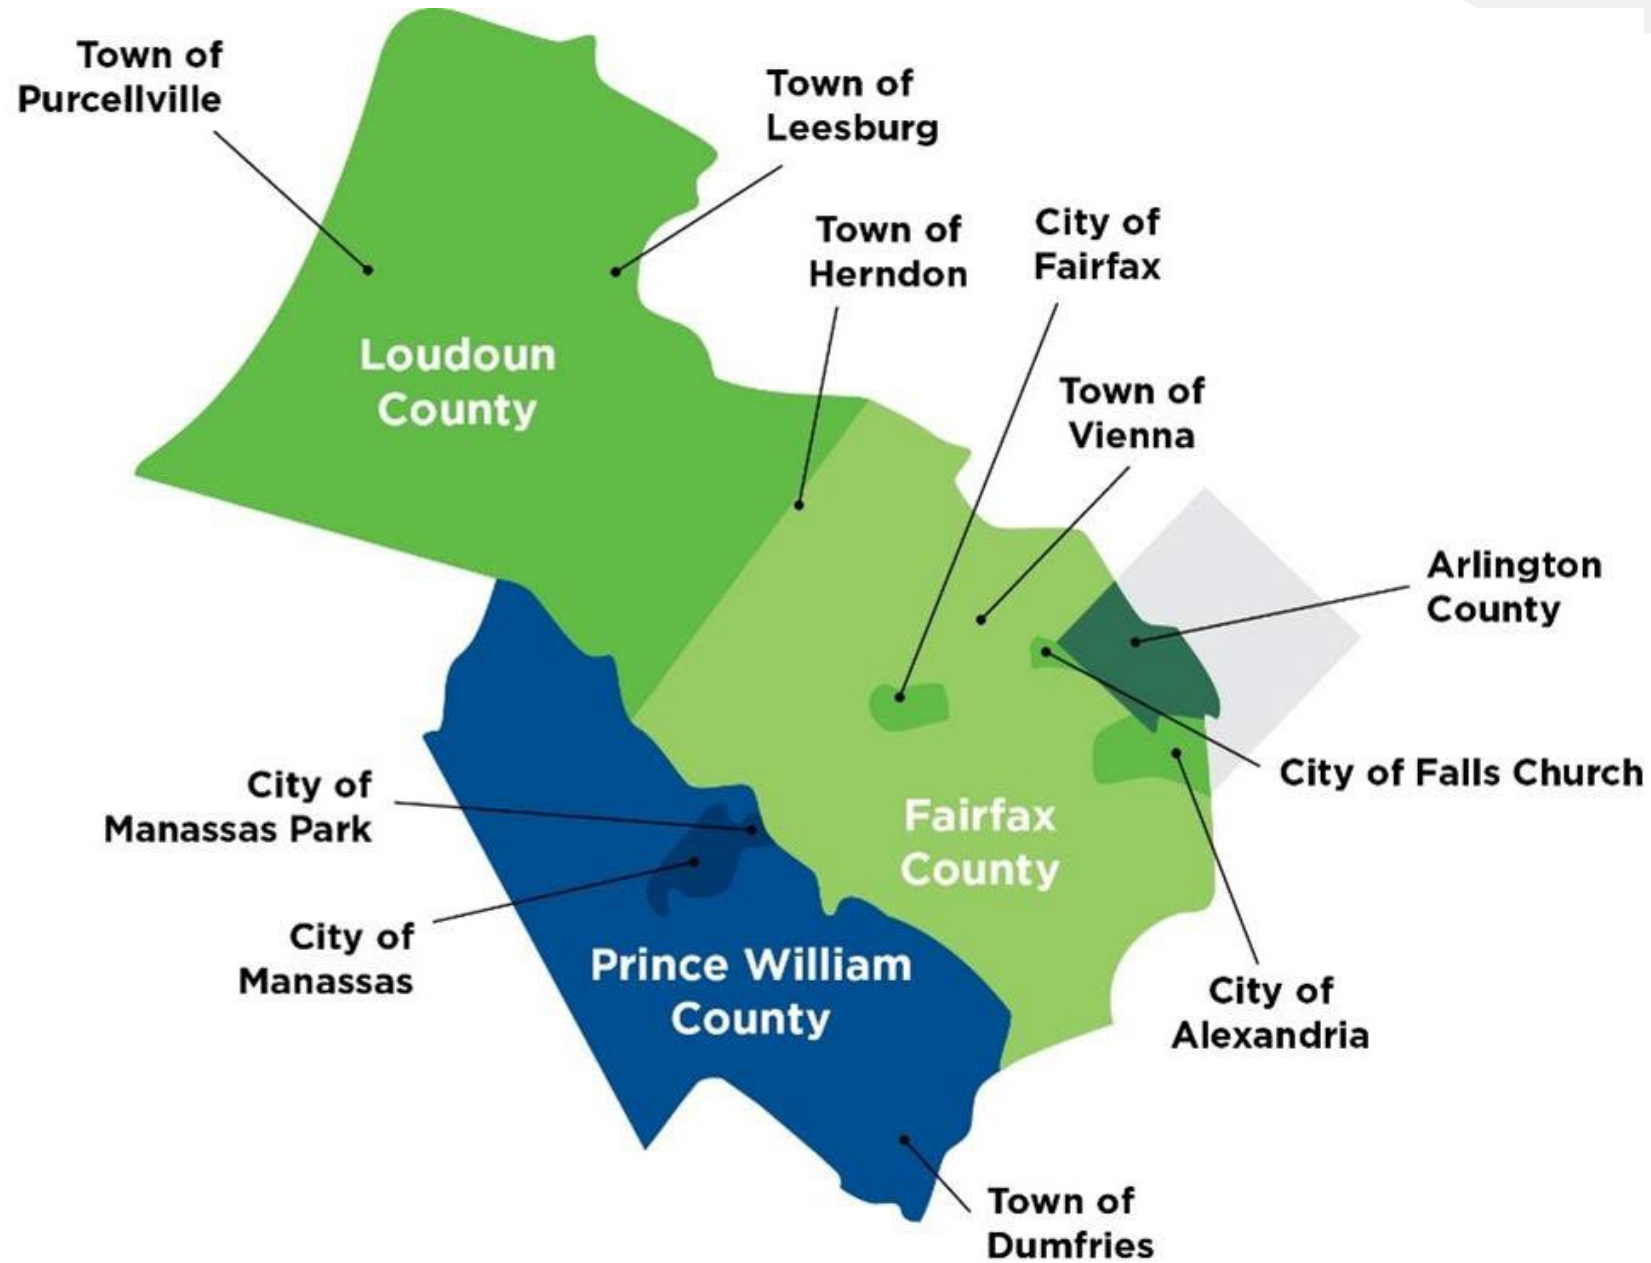 Town of
Purcellville
Town of
Leesburg
Town of
Herndon
City of
Fairfax
Loudoun
County
Town of
Vienna
Arlington
County
City of Falls Church
City of
Manassas Park
Fairfax
County
City of
Manassas
Prince William
County
City of
Alexandria
Town of
Dumfries